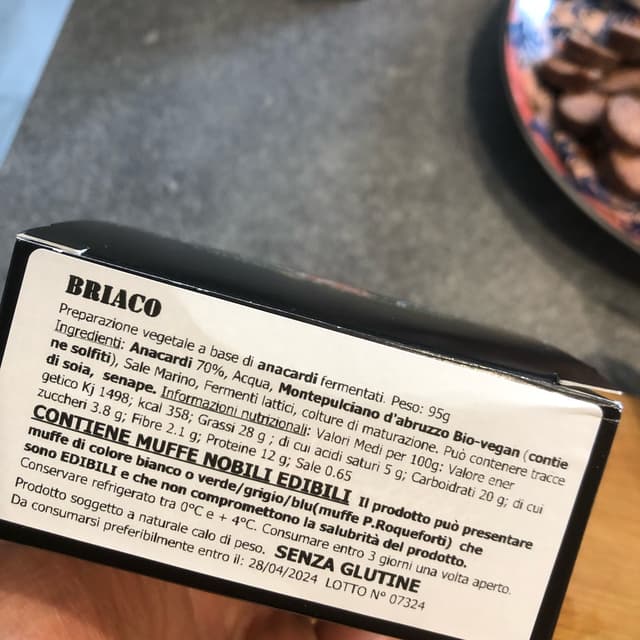 BRIACO
Preparazione vegetale a base di anacardi fermentati. Peso: 95g
Ingredienti: Anacardi 70%, Acqua, Montepulciano d'abruzzo Bio-vegan (contie
ne solfiti), Sale Marino, Fermenti lattici, colture di maturazione. Può contenere tracce
di soia, senape. Informazioni nutrizionali: Valori Medi per 100g: Valore ener
getico Kj 1498; kcal 358; Grassi 28 g ; di cui acidi saturi 5 g; Carboidrati 20 g; di cui
zuccheri 3.8 g; Fibre 2.1 g; Proteine 12 g; Sale 0.65
CONTIENE MUFFE NOBILI EDIBILI Il prodotto può presentare
muffe di colore bianco o verde/grigio/blu(muffe P.Roqueforti) che
sono EDIBILI e che non compromettono la salubrità del prodotto.
Conservare refrigerato tra 0°C e + 4°C. Consumare entro 3 giorni una volta aperto.
Prodotto soggetto a naturale calo di peso. SENZA GLUTINE
Da consumarsi preferibilmente entro il: 28/04/2024 LOTTO N° 07324